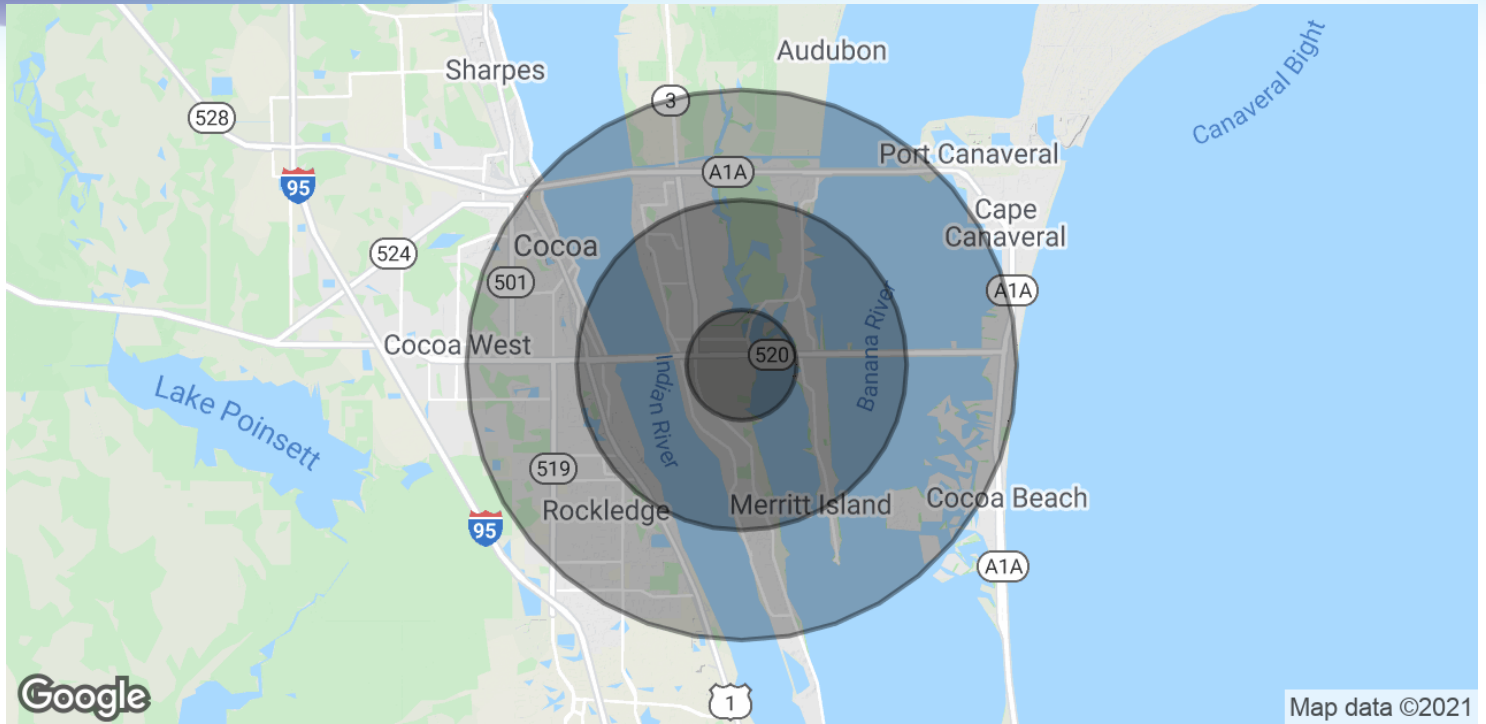 Audubon
Sharpes
3
528
Canaveral Bight
Port Canaveral
A1A
95
Cape
Canaveral
524
Cocoa
501
A1A
Banana River
Cocoa West
520
Indian River
Lake Poinsett
519
Rockledge
Merritt Island
Cocoa Beach
95
A1A
Google
1
Map data ©2021